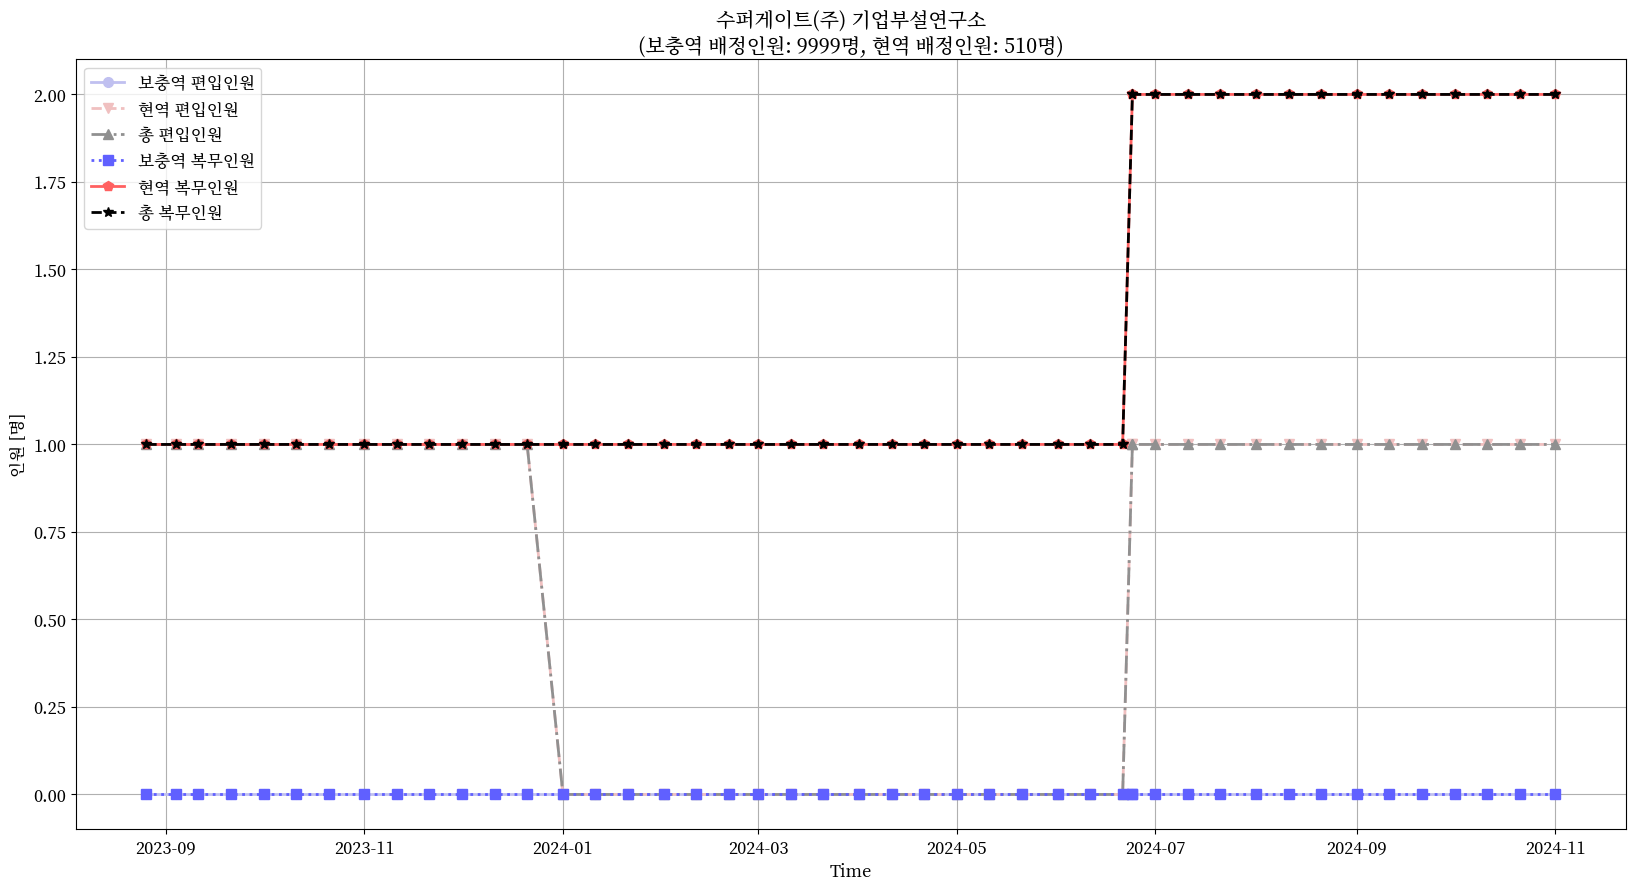 수퍼게이트(주) 기업부설연구소
(보충역 배정인원: 9999명, 현역 배정인원: 510명)
보충역 편입인원
현역 편입인원
총 편입인원
보충역 복무인원
현역 복무인원
총 복무인원
2.00
1.75
1.50
1.25
1.00
0.75
0.50
0.25
0.00
인원 [명]
2023-09
2023-11
2024-01
2024-03
2024-05
2024-07
2024-09
2024-11
Time